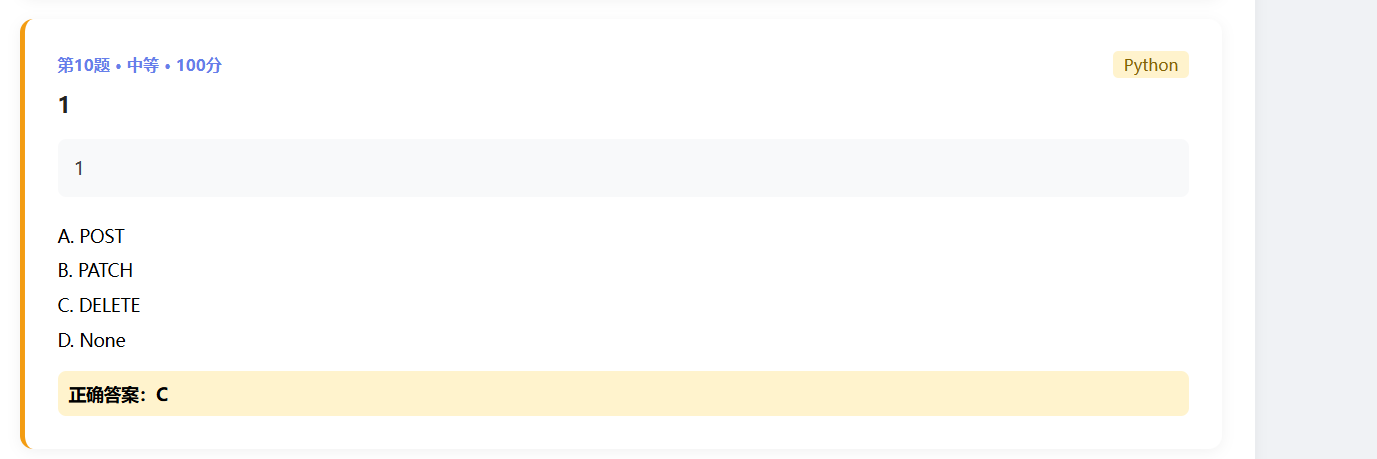 第10题 • 中等 • 100分
Python
1
1
A. POST
B. PATCH
C. DELETE
D. None
正确答案：C